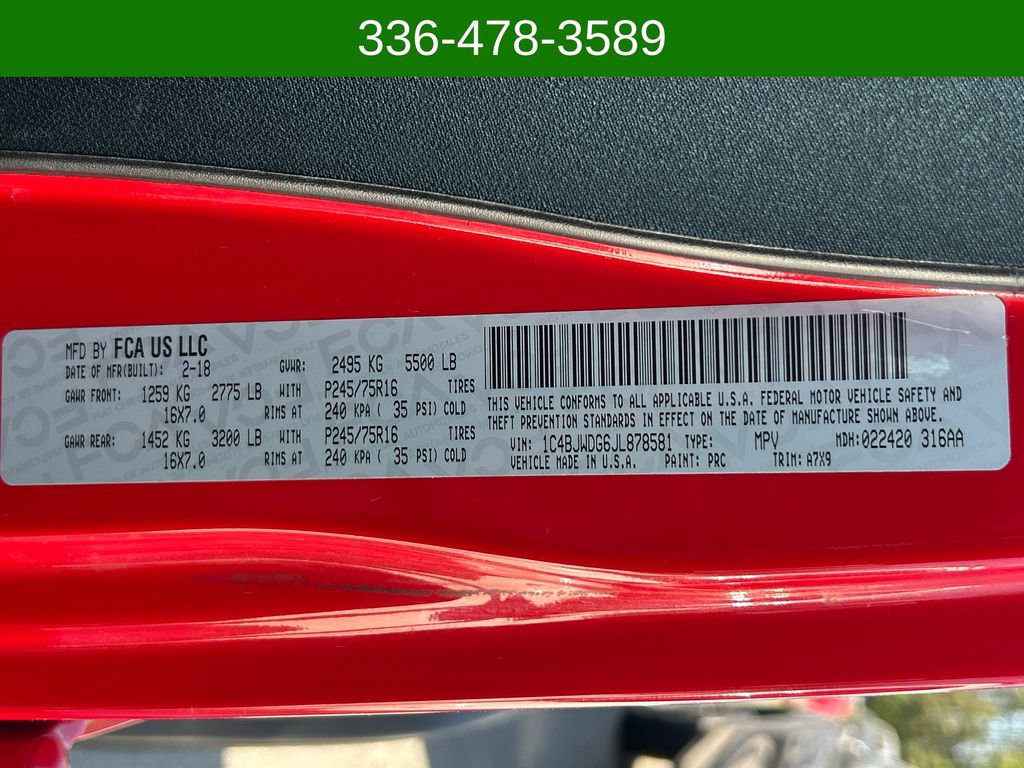 336-478-3589
MFD BY FCA US LLC
DATE OF MFR(BUILT): 2-18 GVWR: 2495 KG 5500 LB
GAWR FRONT: 1259 KG 2775 LB WITH P245/75R16 TIRES
16X7.0 RIMS AT 240 KPA ( 35 PSI) COLD
GAWR REAR: 1452 KG 3200 LB WITH P245/75R16 TIRES
16X7.0 RIMS AT 240 KPA ( 35 PSI) COLD
THIS VEHICLE CONFORMS TO ALL APPLICABLE U.S.A. FEDERAL MOTOR VEHICLE SAFETY AND
THEFT PREVENTION STANDARDS IN EFFECT ON THE DATE OF MANUFACTURE SHOWN ABOVE.
VIN: 1C4BJWDG6JL878581 TYPE: MPV MDH: 022420 316AA
VEHICLE MADE IN U.S.A. PAINT: PRC TRIM: A7X9